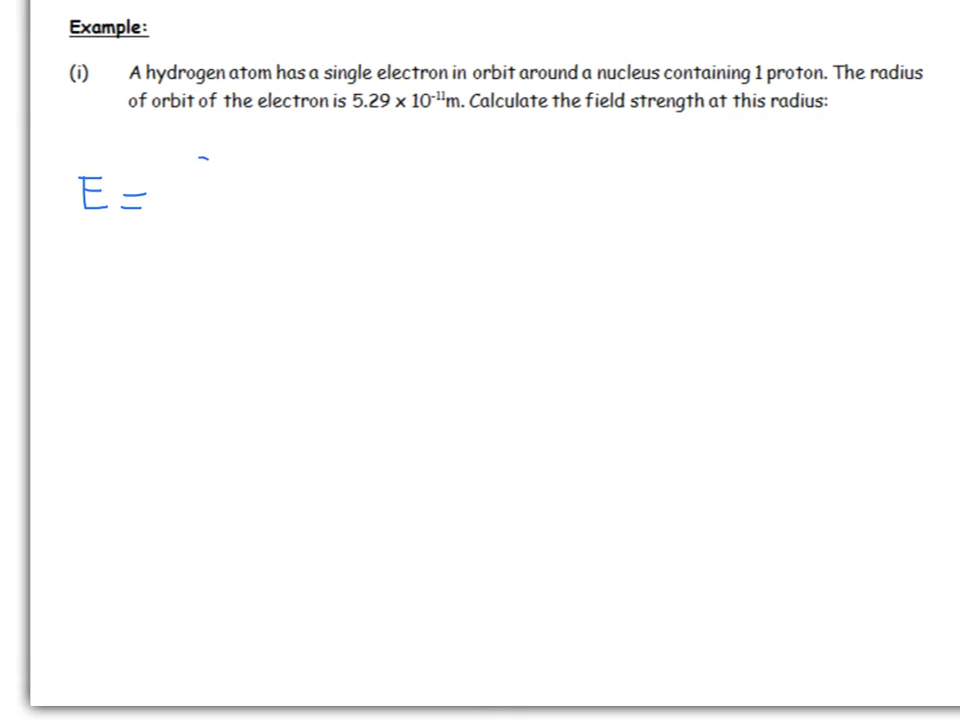 Example:
(i) A hydrogen atom has a single electron in orbit around a nucleus containing 1 proton. The radius
of orbit of the electron is 5.29 x 10⁻¹¹m. Calculate the field strength at this radius:
E =